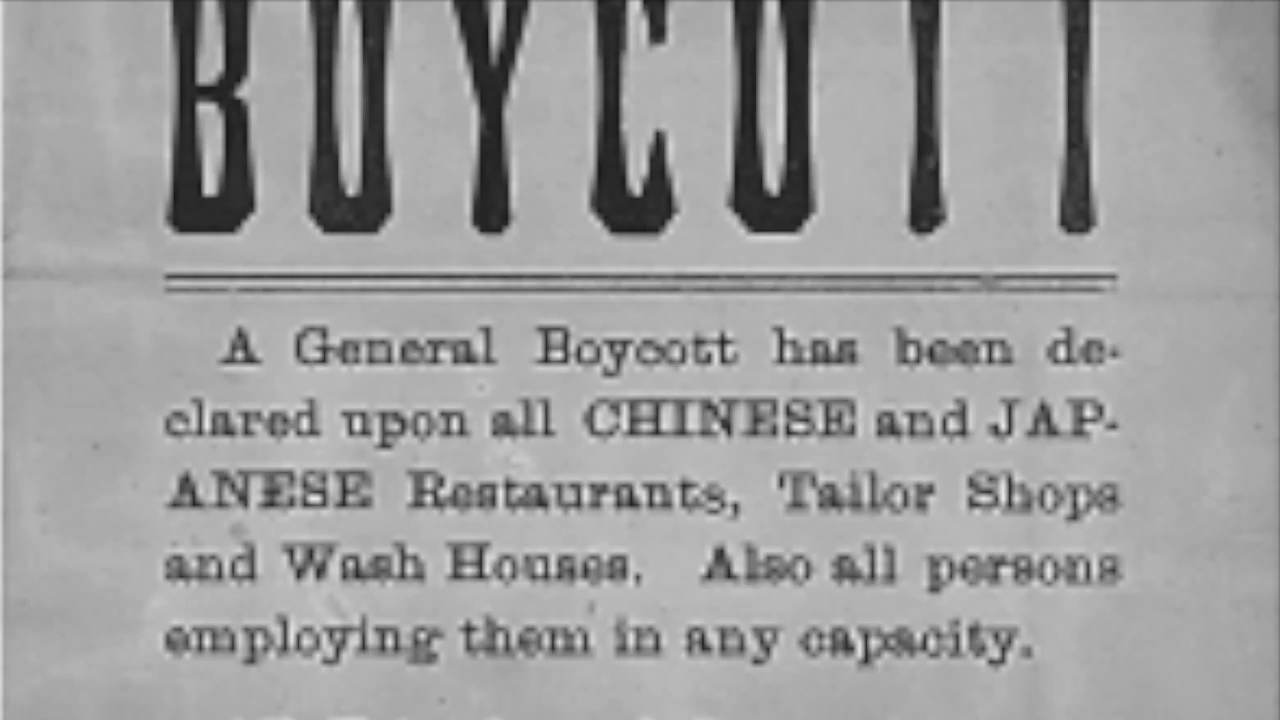 BOYCOTT
A General Boycott has been de-
clared upon all CHINESE and JAP-
ANESE Restaurants, Tailor Shops
and Wash Houses. Also all persons
employing them in any capacity.